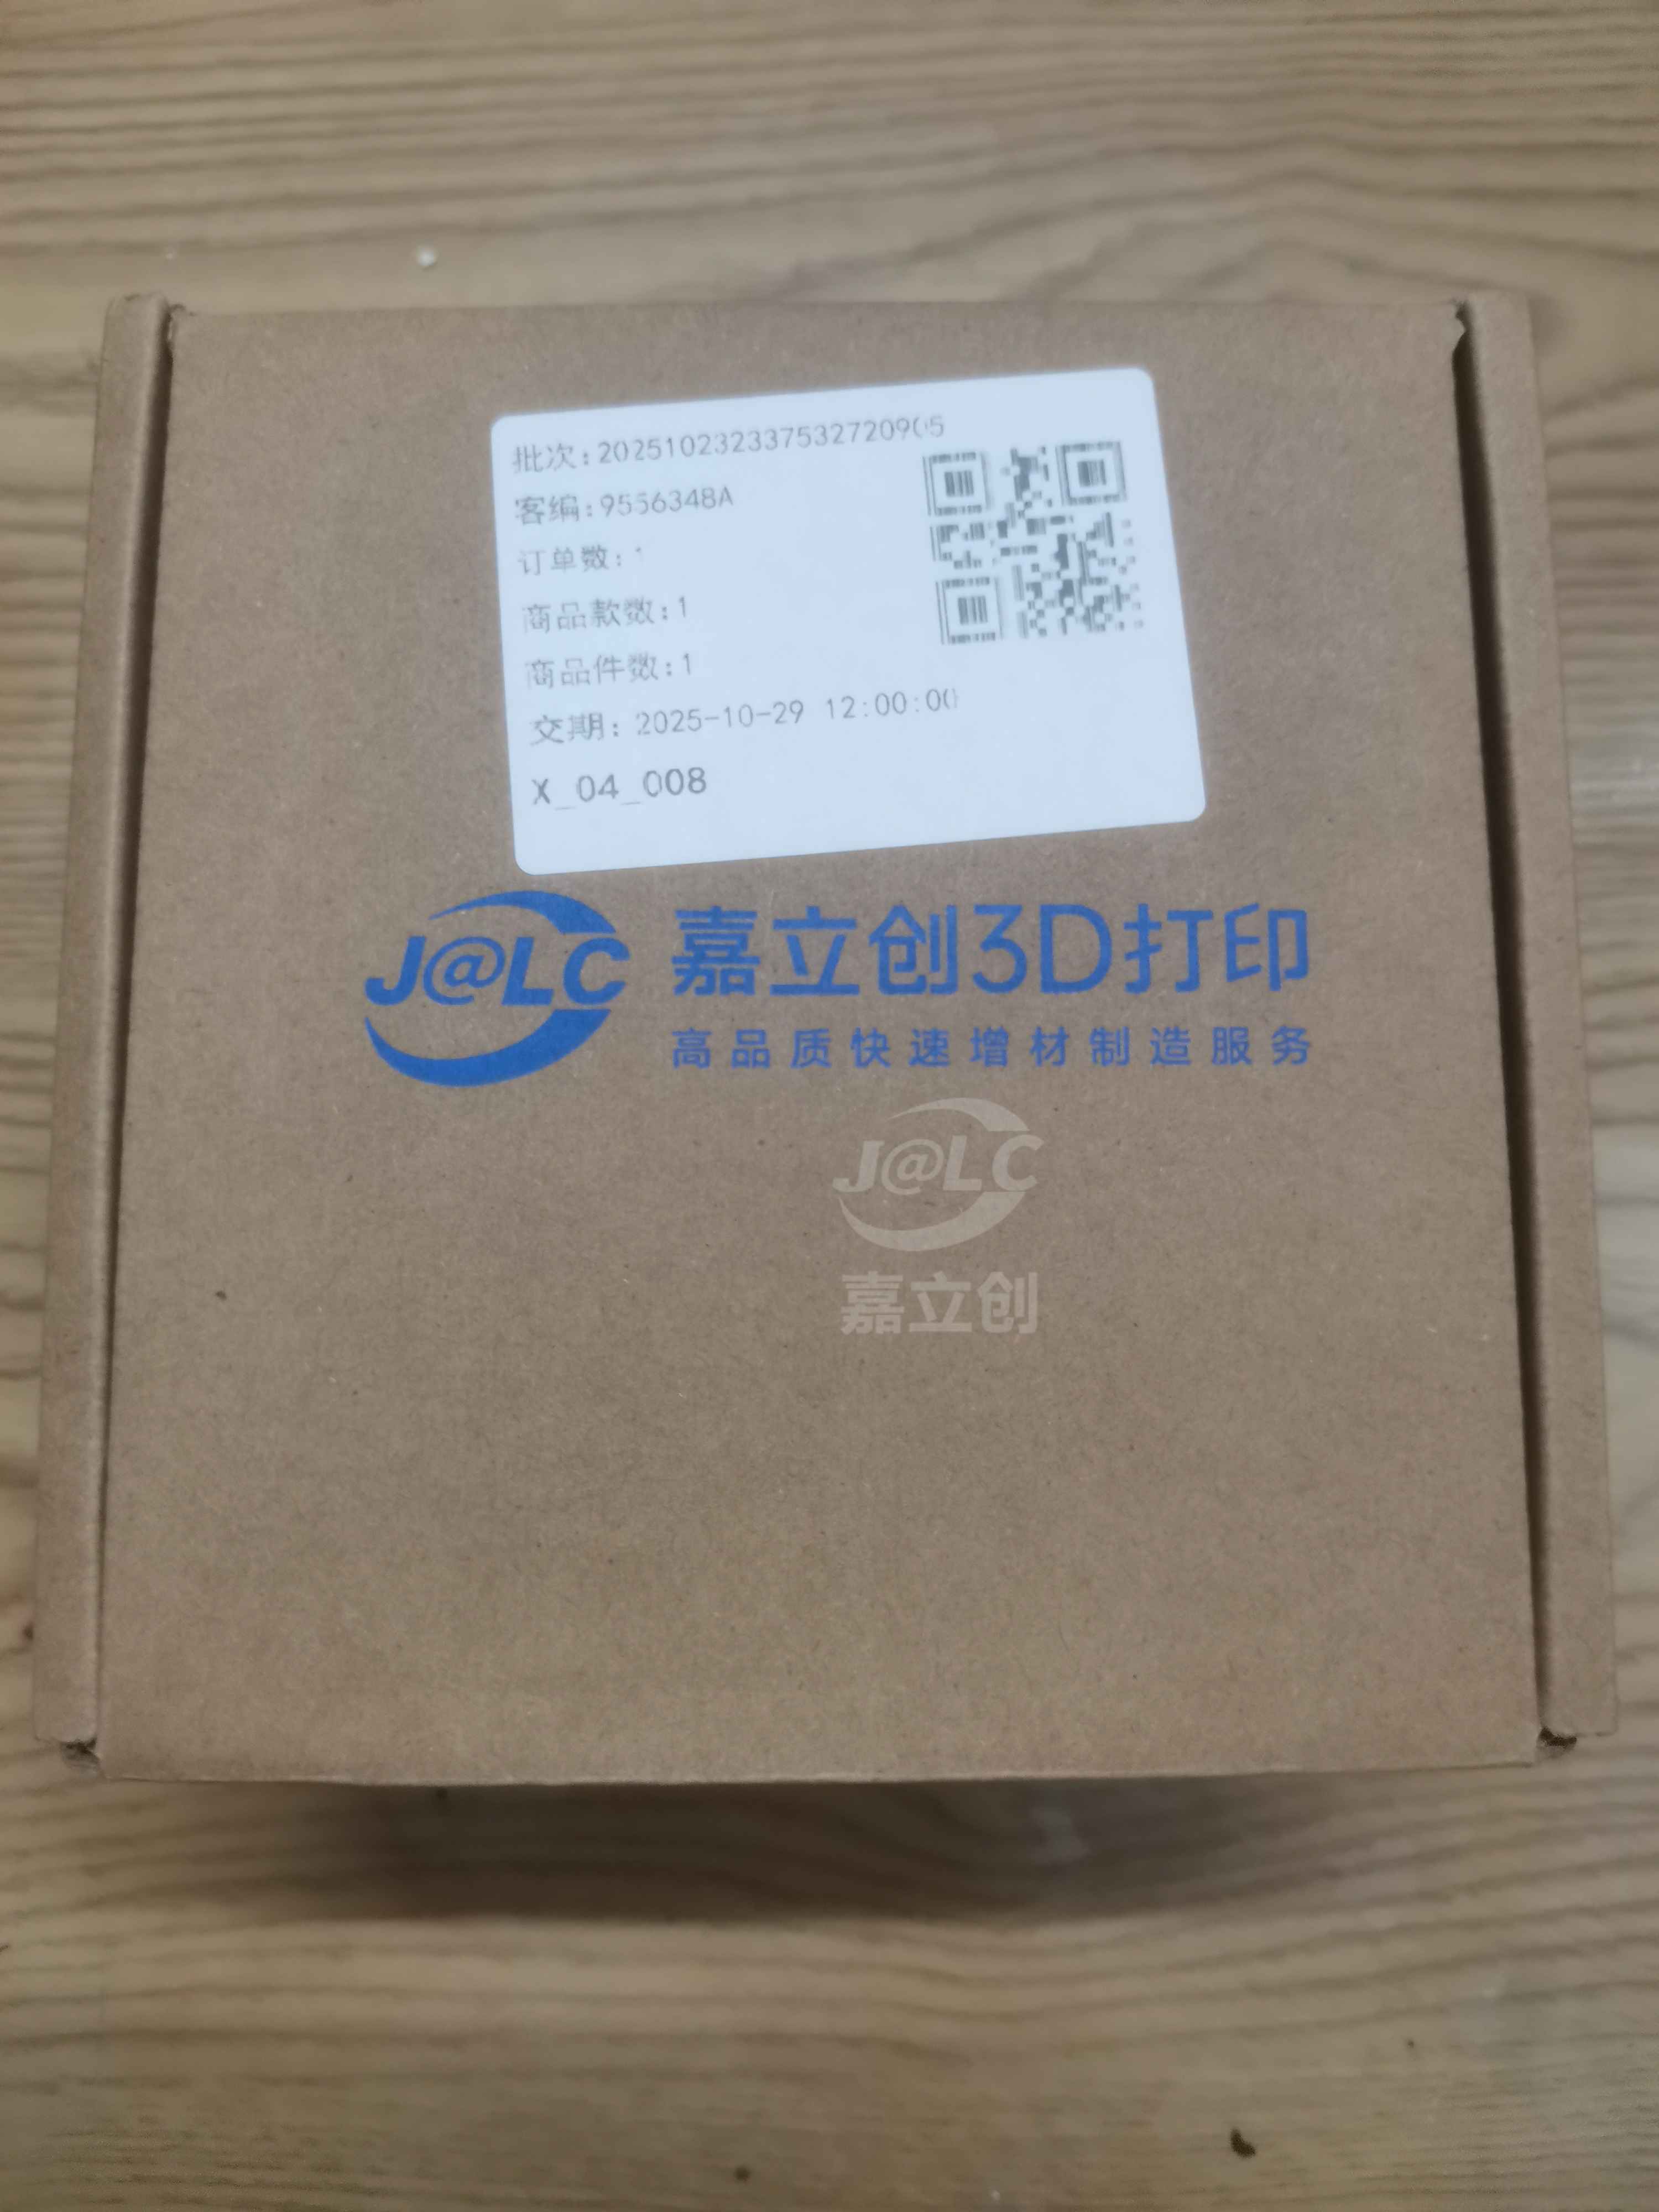 批次:202510232337532720905
客编:9556348A
订单数:1
商品款数:1
商品件数:1
交期: 2025-10-29 12:00:00
X_04_008
J@LC 嘉立创3D打印
高品质快速增材制造服务
J@LC
嘉立创